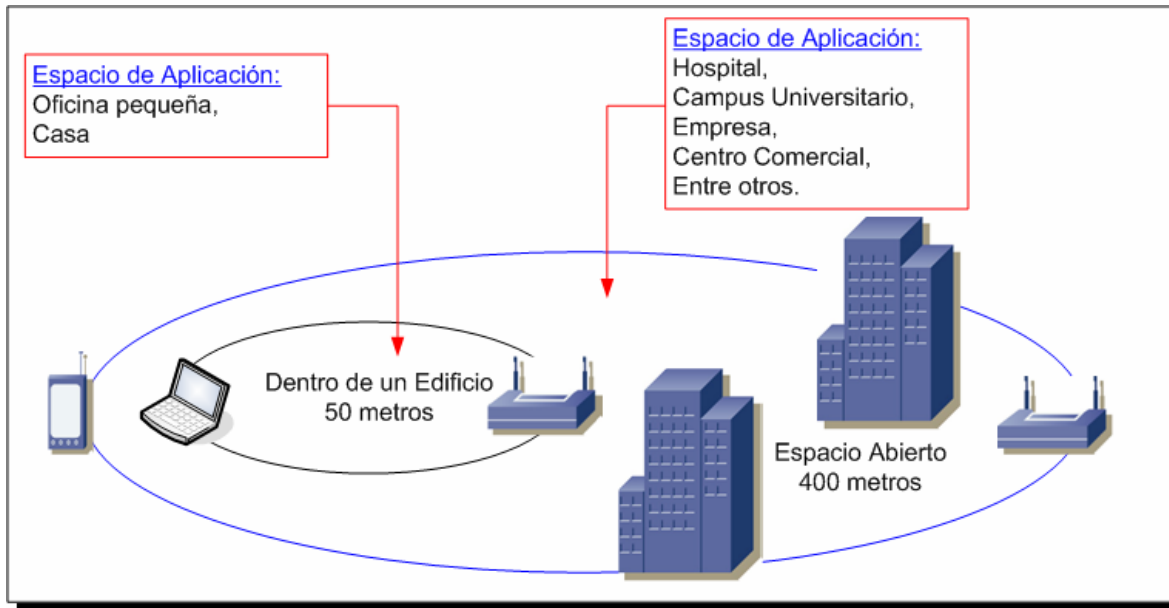 Espacio de Aplicación:
Oficina pequeña,
Casa
Espacio de Aplicación:
Hospital,
Campus Universitario,
Empresa,
Centro Comercial,
Entre otros.
Dentro de un Edificio
50 metros
Espacio Abierto
400 metros